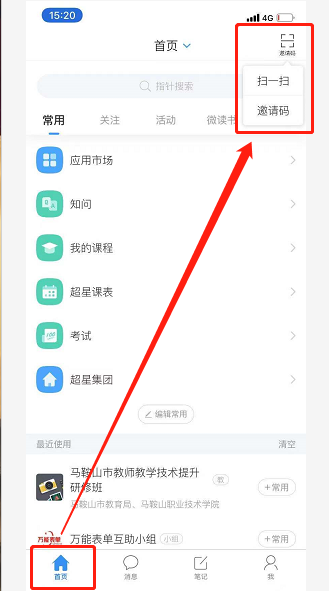 15:20
4G
首页
邀请码
扫一扫
邀请码
指针搜索
常用
关注
活动
微读书
应用市场
知问
我的课程
超星课表
考试
超星集团
编辑常用
最近使用
清空
马鞍山市教师教学技术提升
研修班
教
马鞍山市教育局、马鞍山职业技术学院
+常用
万能表单
万能表单互助小组
小组
+常用
首页
消息
笔记
我